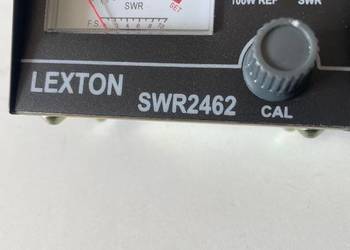 100W REF SWR
SWR
SET
F.S
LEXTON SWR2462 CAL